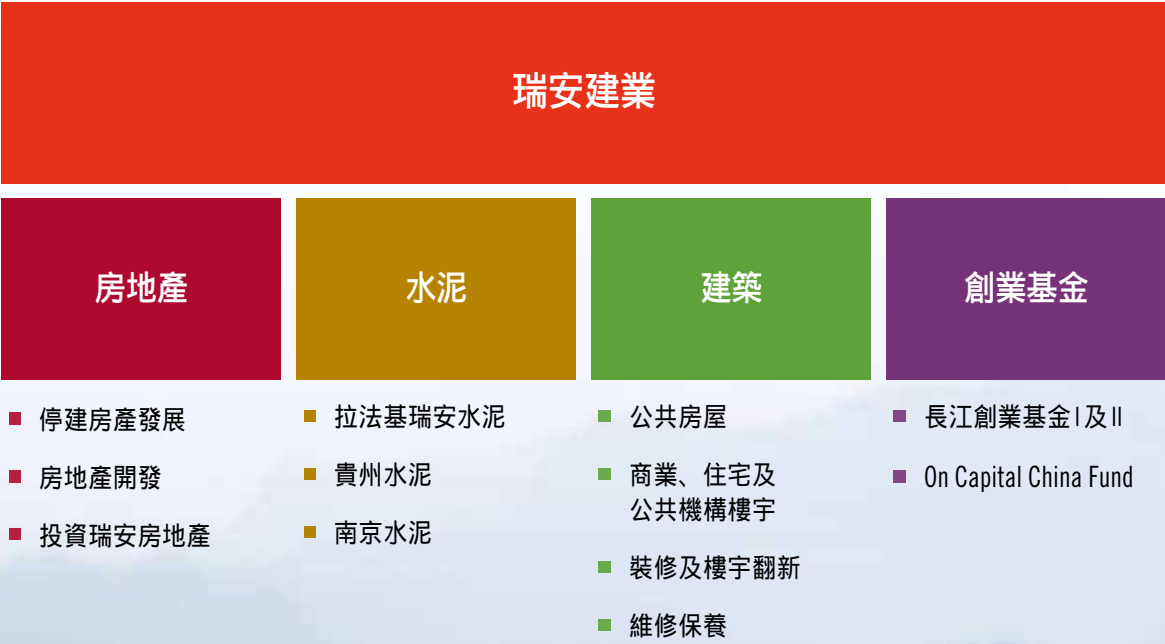 瑞安建業
房地產
水泥
建築
創業基金
停建房產發展
房地產開發
投資瑞安房地產
拉法基瑞安水泥
貴州水泥
南京水泥
公共房屋
商業、住宅及
公共機構樓宇
裝修及樓宇翻新
維修保養
長江創業基金I及II
On Capital China Fund